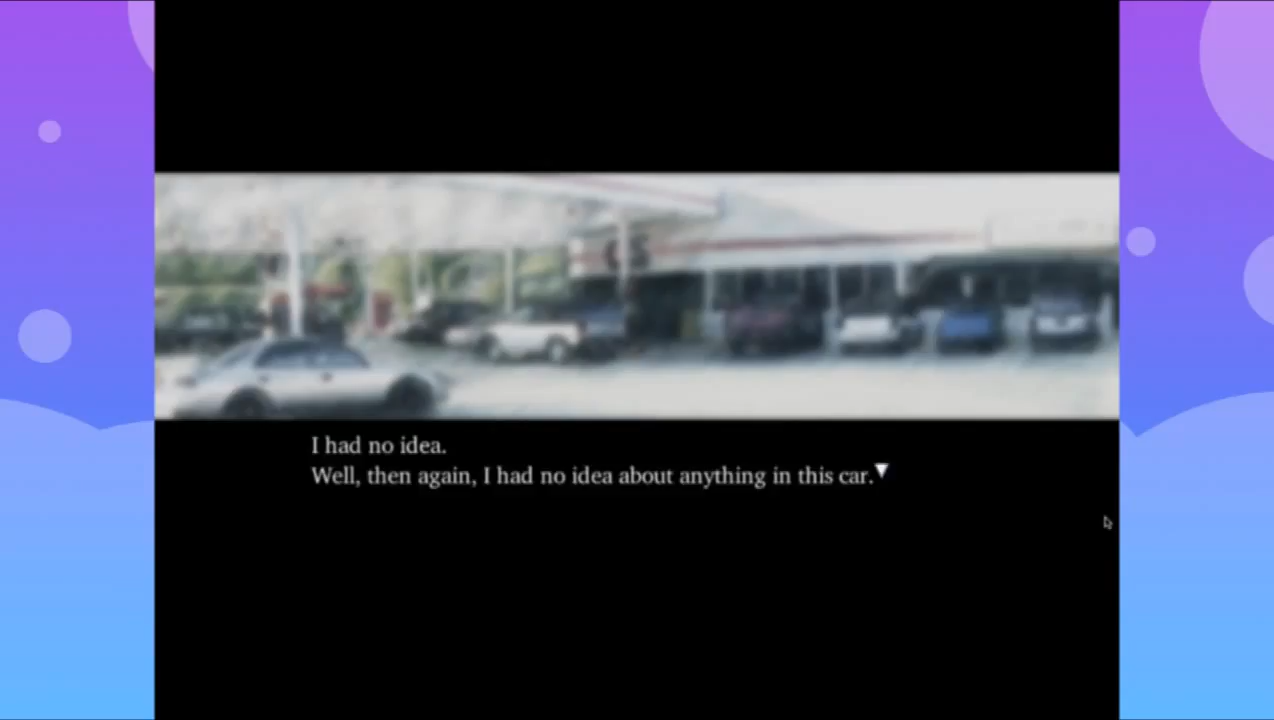 I had no idea.
Well, then again, I had no idea about anything in this car.